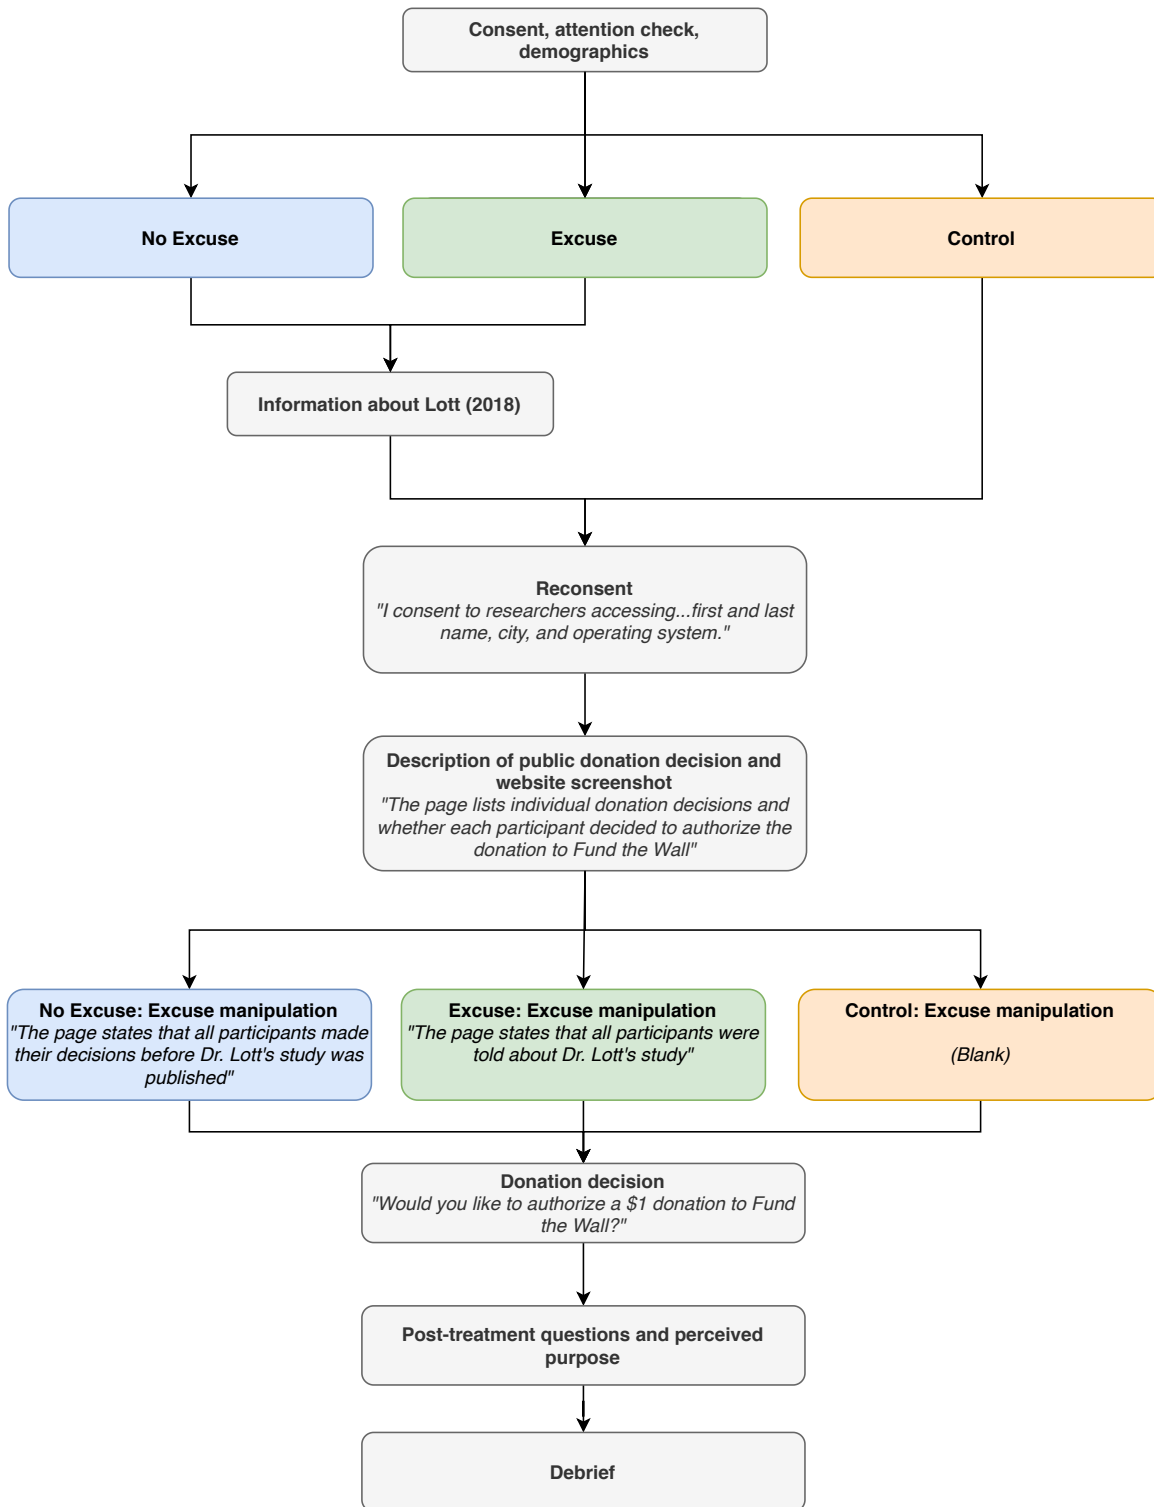 Consent, attention check,
demographics
No Excuse
Excuse
Control
Information about Lott (2018)
Reconsent
"I consent to researchers accessing...first and last
name, city, and operating system."
Description of public donation decision and
website screenshot
"The page lists individual donation decisions and
whether each participant decided to authorize the
donation to Fund the Wall"
No Excuse: Excuse manipulation
"The page states that all participants made
their decisions before Dr. Lott's study was
published"
Excuse: Excuse manipulation
"The page states that all participants were
told about Dr. Lott's study"
Control: Excuse manipulation
(Blank)
Donation decision
"Would you like to authorize a $1 donation to Fund
the Wall?"
Post-treatment questions and perceived
purpose
Debrief